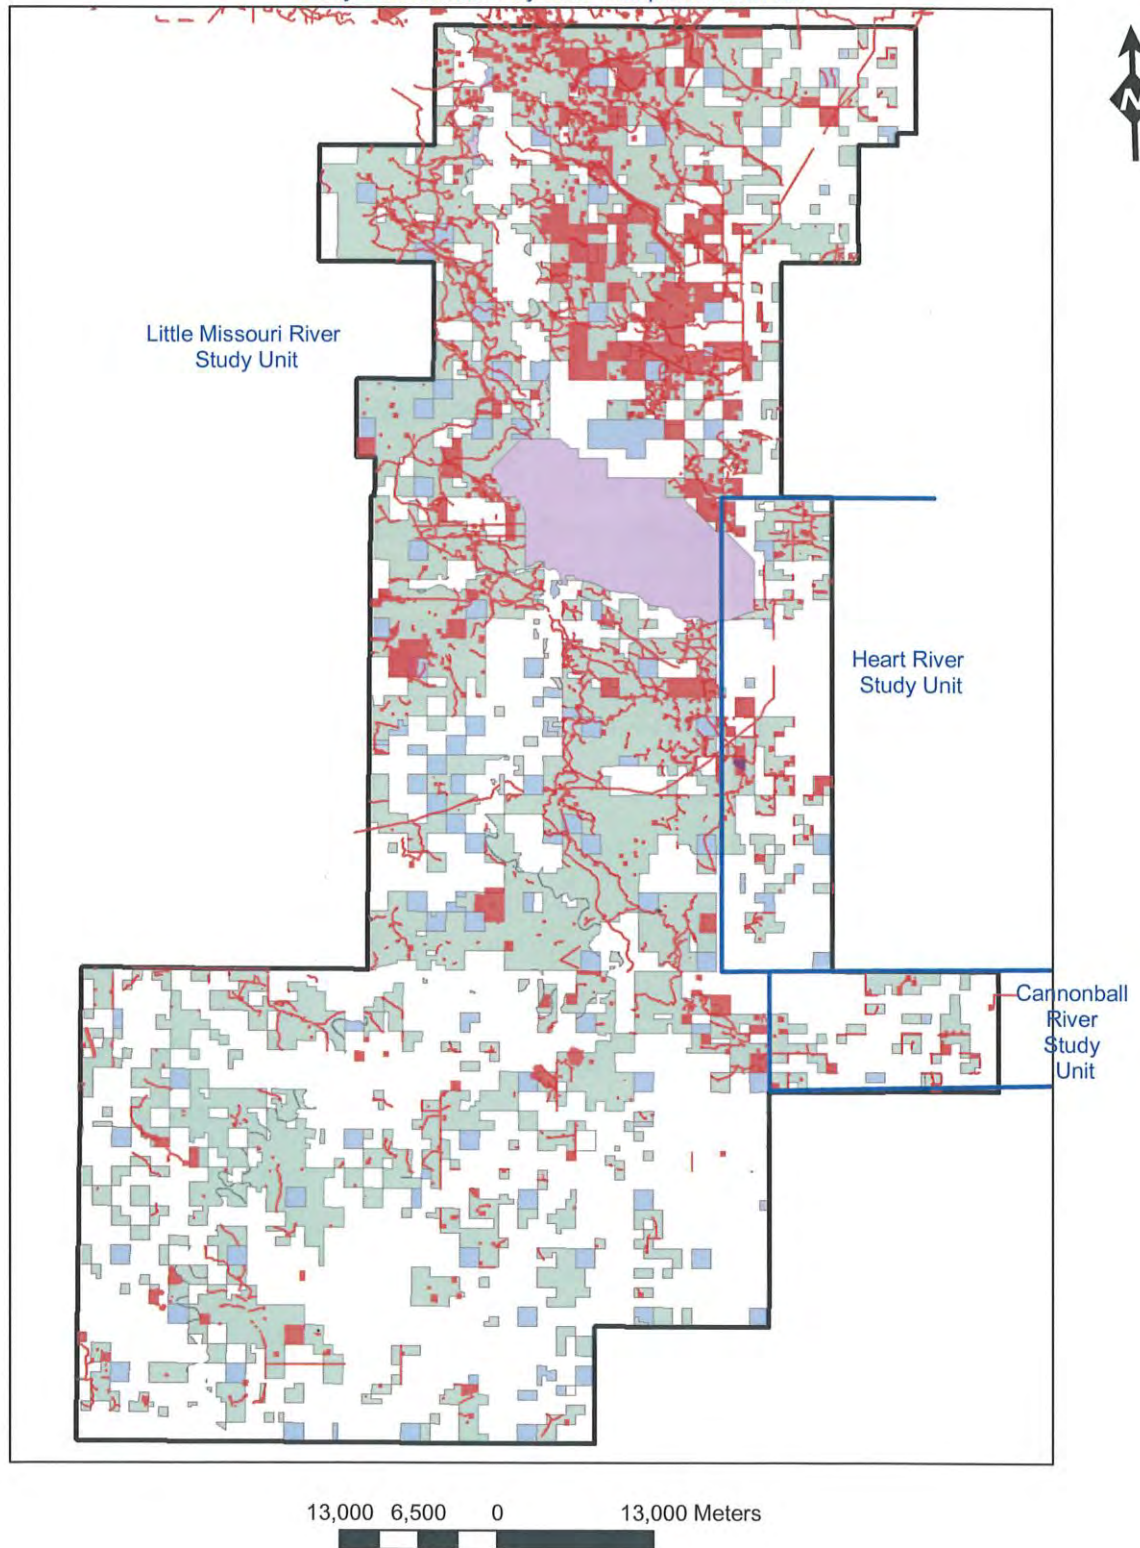 N
Little Missouri River
Study Unit
Heart River
Study Unit
Cannonball
River
Study
Unit
13,000 6,500 0 13,000 Meters